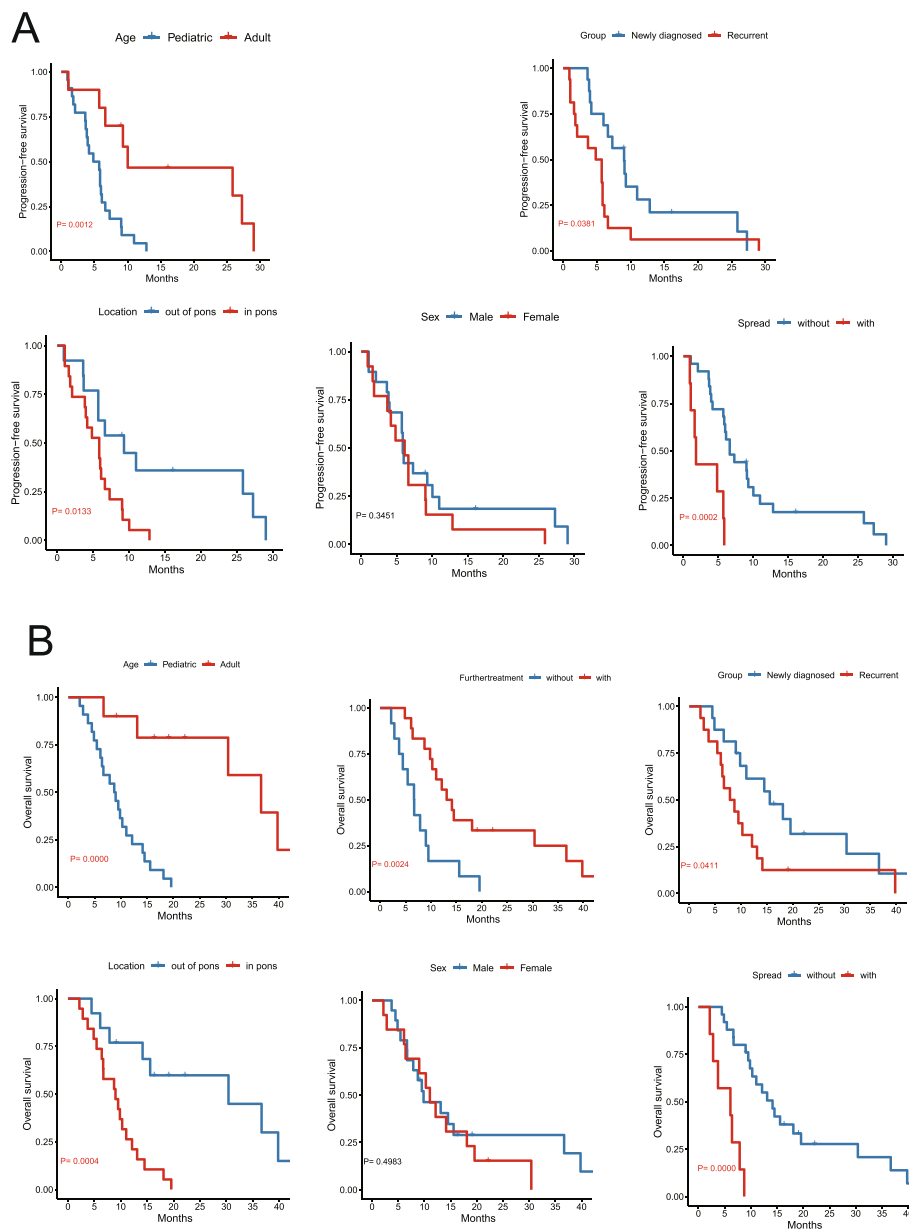 A
Age Pediatric Adult
Progression−free survival
1.00
0.75
0.50
0.25
0.00
P= 0.0012
0 5 10 15 20 25 30
Months
Group Newly diagnosed Recurrent
Progression−free survival
1.00
0.75
0.50
0.25
0.00
P= 0.0381
0 5 10 15 20 25 30
Months
Location out of pons in pons
Progression−free survival
1.00
0.75
0.50
0.25
0.00
P= 0.0133
0 5 10 15 20 25 30
Months
Sex Male Female
Progression−free survival
1.00
0.75
0.50
0.25
0.00
P= 0.3451
0 5 10 15 20 25 30
Months
Spread without with
Progression−free survival
1.00
0.75
0.50
0.25
0.00
P= 0.0002
0 5 10 15 20 25 30
Months
B
Age Pediatric Adult
Overall survival
1.00
0.75
0.50
0.25
0.00
P= 0.0000
0 5 10 15 20 25 30 35 40
Months
Furthertreatment without with
Overall survival
1.00
0.75
0.50
0.25
0.00
P= 0.0024
0 5 10 15 20 25 30 35 40
Months
Group Newly diagnosed Recurrent
Overall survival
1.00
0.75
0.50
0.25
0.00
P= 0.0411
0 5 10 15 20 25 30 35 40
Months
Location out of pons in pons
Overall survival
1.00
0.75
0.50
0.25
0.00
P= 0.0004
0 5 10 15 20 25 30 35 40
Months
Sex Male Female
Overall survival
1.00
0.75
0.50
0.25
0.00
P= 0.4983
0 5 10 15 20 25 30 35 40
Months
Spread without with
Overall survival
1.00
0.75
0.50
0.25
0.00
P= 0.0000
0 5 10 15 20 25 30 35 40
Months